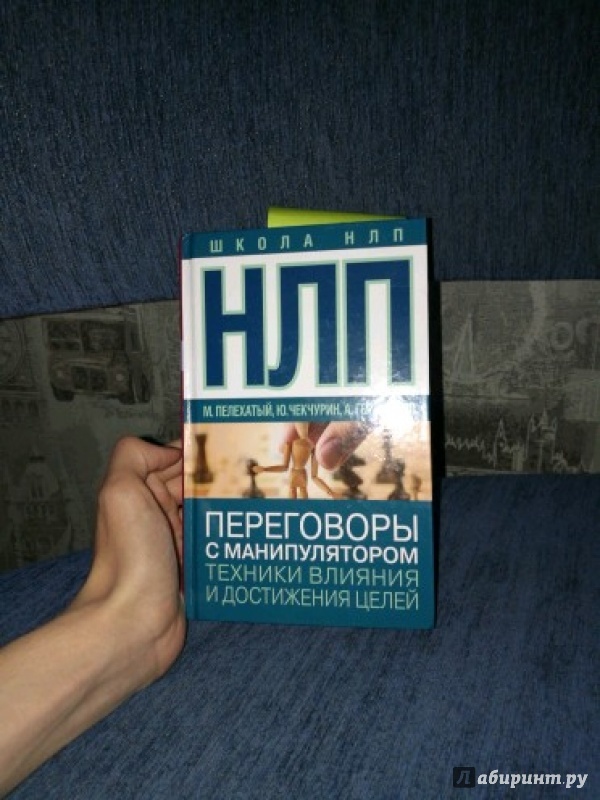 ШКОЛА НЛП
НЛП
М. ПЕЛЕХАТЫЙ, Ю. ЧЕКЧУРИН, А.
ПЕРЕГОВОРЫ
С МАНИПУЛЯТОРОМ
ТЕХНИКИ ВЛИЯНИЯ
И ДОСТИЖЕНИЯ ЦЕЛЕЙ
Лабиринт.ру